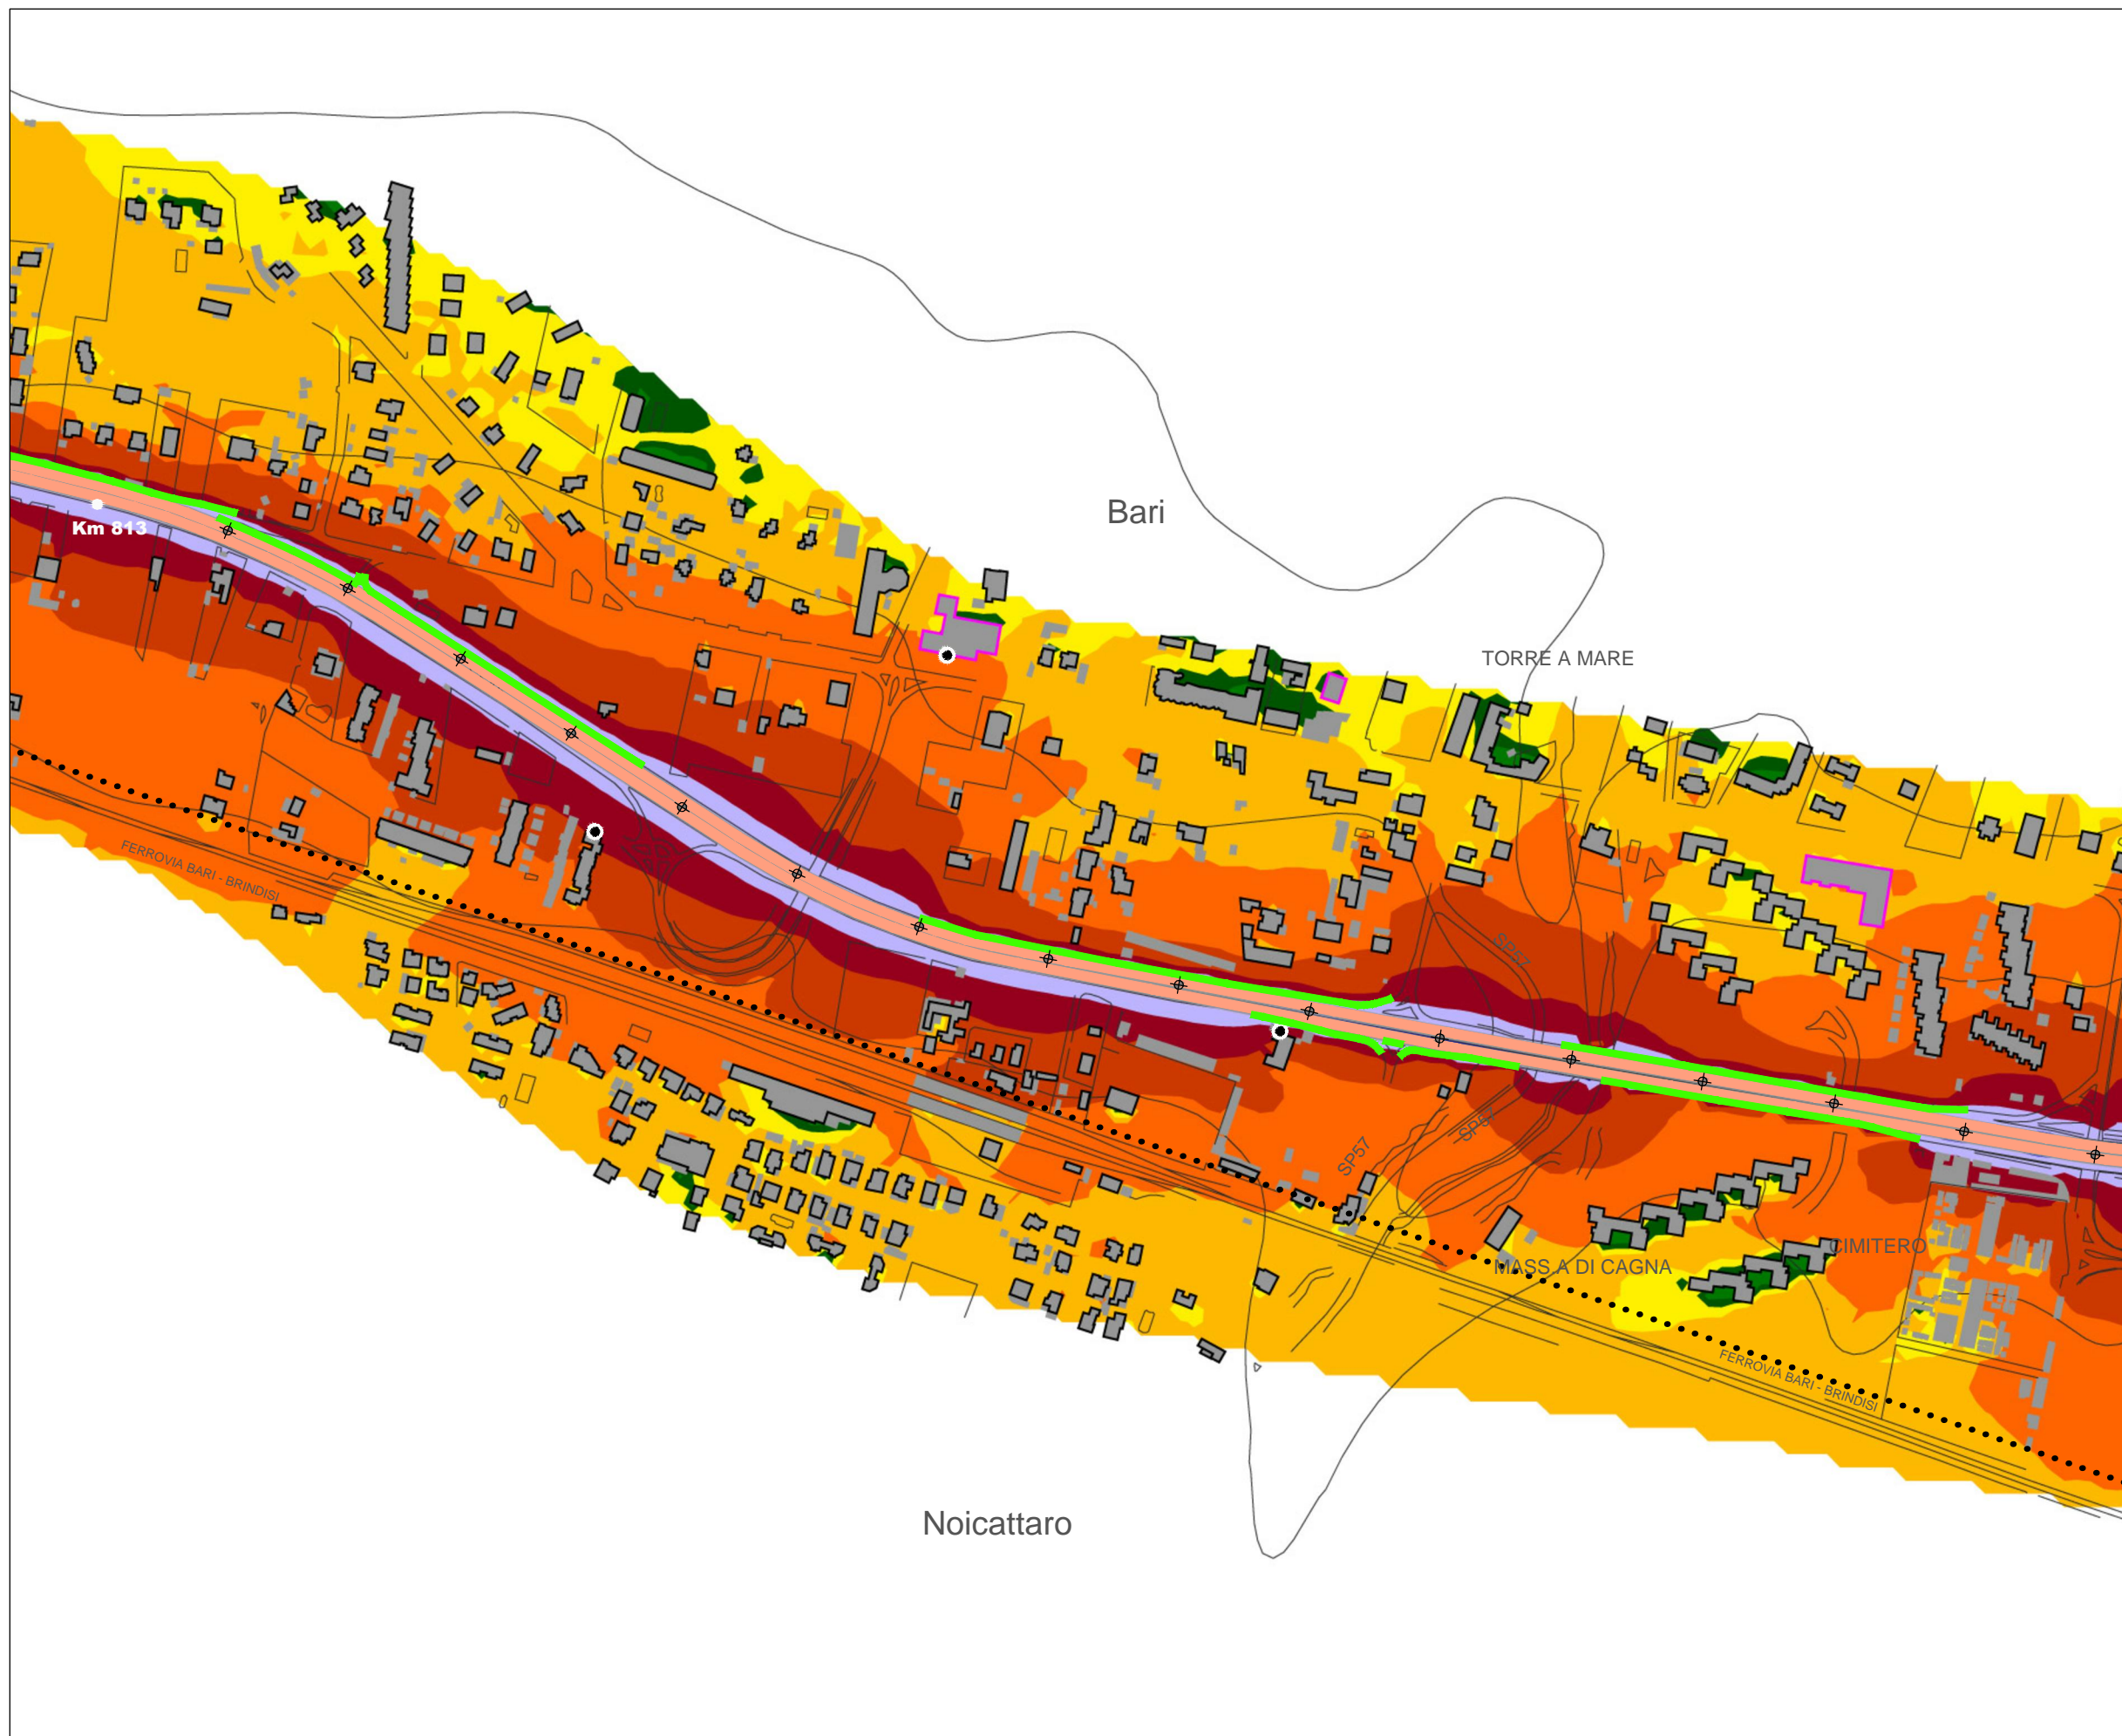 Bari
Km 813
TORRE A MARE
FERROVIA BARI - BRINDISI
SP57
SP57
SP57
MASS.A DI CAGNA
CIMITERO
FERROVIA BARI - BRINDISI
Noicattaro